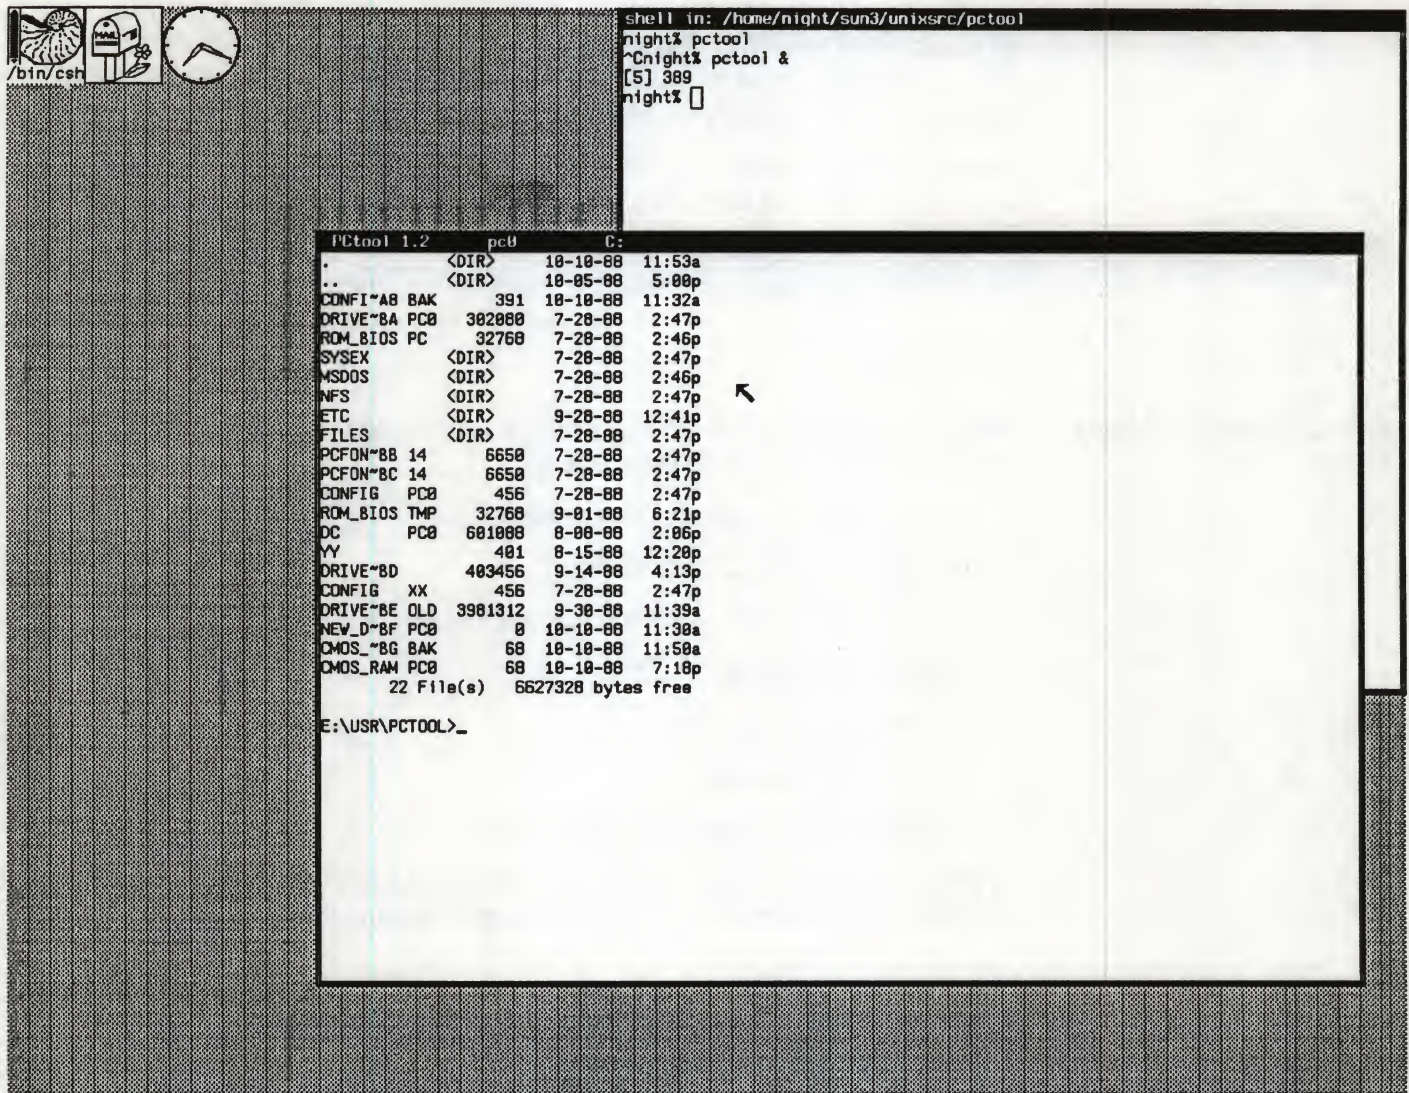 /bin/csh
MAIL
shell in: /home/night/sun3/unixsrc/pctool
night% pctool
^Cnight% pctool &
[5] 389
night%
PCtool 1.2 pc0 C:
. <DIR> 10-10-88 11:53a
.. <DIR> 10-05-88 5:00p
CONFI~A8 BAK 391 10-10-88 11:32a
DRIVE~BA PC0 302080 7-28-88 2:47p
ROM_BIOS PC 32768 7-28-88 2:46p
SYSEX <DIR> 7-28-88 2:47p
MSDOS <DIR> 7-28-88 2:46p
NFS <DIR> 7-28-88 2:47p
ETC <DIR> 9-28-88 12:41p
FILES <DIR> 7-28-88 2:47p
PCFON~BB 14 6650 7-28-88 2:47p
PCFON~BC 14 6650 7-28-88 2:47p
CONFIG PC0 456 7-28-88 2:47p
ROM_BIOS TMP 32768 9-01-88 6:21p
DC PC0 601088 8-08-88 2:06p
YY 401 8-15-88 12:20p
DRIVE~BD 403456 9-14-88 4:13p
CONFIG XX 456 7-28-88 2:47p
DRIVE~BE OLD 3981312 9-30-88 11:39a
NEW_D~BF PC0 0 10-10-88 11:30a
CMOS_~BG BAK 68 10-10-88 11:50a
CMOS_RAM PC0 68 10-10-88 7:18p
22 File(s) 6627328 bytes free
E:\USR\PCTOOL>_